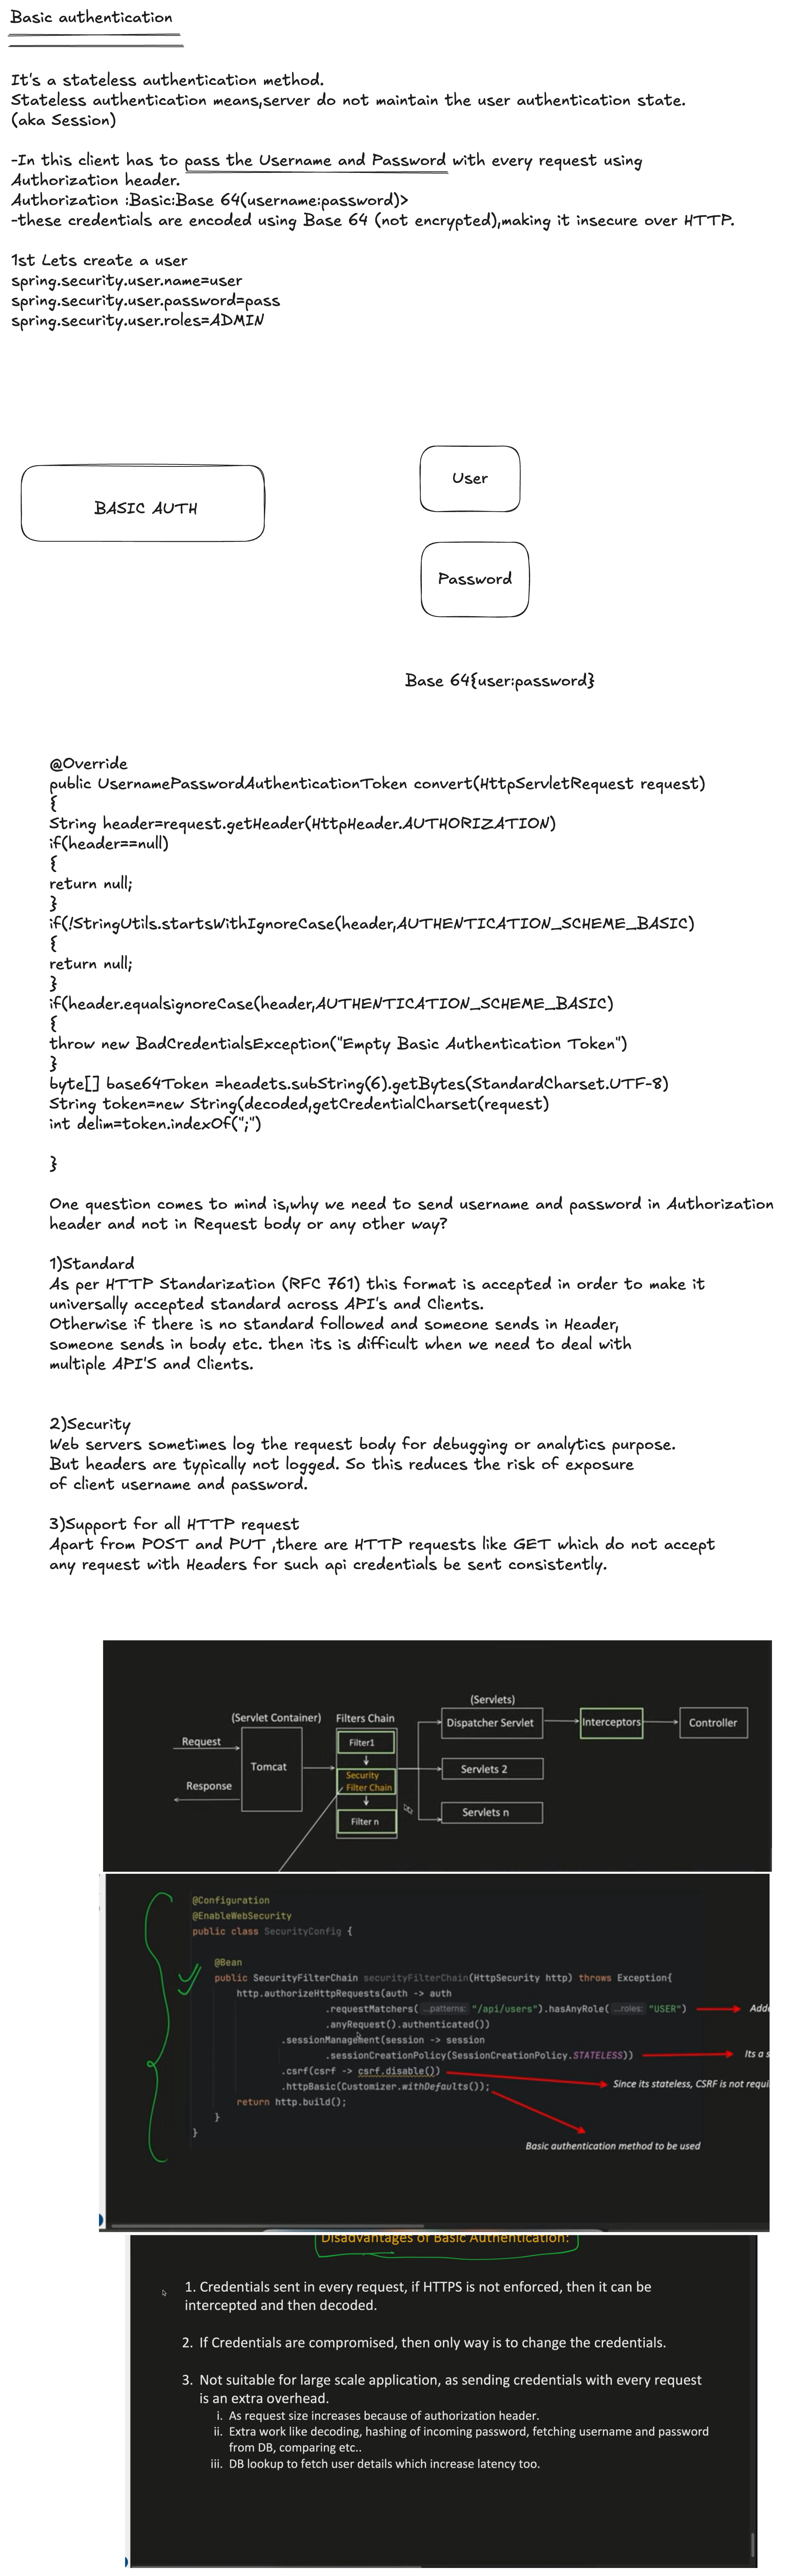 Basic authentication
It's a stateless authentication method.
Stateless authentication means,server do not maintain the user authentication state.
(aka Session)
-In this client has to pass the Username and Password with every request using
Authorization header.
Authorization :Basic:Base 64(username:password)>
-these credentials are encoded using Base 64 (not encrypted),making it insecure over HTTP.
1st Lets create a user
spring.security.user.name=user
spring.security.user.password=pass
spring.security.user.roles=ADMIN
BASIC AUTH
User
Password
Base 64{user:password}
@Override
public UsernamePasswordAuthenticationToken convert(HttpServletRequest request)
{
String header=request.getHeader(HttpHeader.AUTHORIZATION)
if(header==null)
{
return null;
}
if(!StringUtils.startsWithIgnoreCase(header,AUTHENTICATION_SCHEME_BASIC)
{
return null;
}
if(header.equalsignoreCase(header,AUTHENTICATION_SCHEME_BASIC)
{
throw new BadCredentialsException("Empty Basic Authentication Token")
}
byte[] base64Token =headets.subString(6).getBytes(StandardCharset.UTF-8)
String token=new String(decoded,getCredentialCharset(request)
int delim=token.indexOf(";")
}
One question comes to mind is,why we need to send username and password in Authorization
header and not in Request body or any other way?
1)Standard
As per HTTP Standarization (RFC 761) this format is accepted in order to make it
universally accepted standard across API's and Clients.
Otherwise if there is no standard followed and someone sends in Header,
someone sends in body etc. then its is difficult when we need to deal with
multiple API'S and Clients.
2)Security
Web servers sometimes log the request body for debugging or analytics purpose.
But headers are typically not logged. So this reduces the risk of exposure
of client username and password.
3)Support for all HTTP request
Apart from POST and PUT ,there are HTTP requests like GET which do not accept
any request with Headers for such api credentials be sent consistently.
(Servlet Container)
Filters Chain
(Servlets)
Request
Response
Tomcat
Filter1
Security
Filter Chain
Filter n
Dispatcher Servlet
Interceptors
Controller
Servlets 2
Servlets n
@Configuration
@EnableWebSecurity
public class SecurityConfig {
@Bean
public SecurityFilterChain securityFilterChain(HttpSecurity http) throws Exception{
http.authorizeHttpRequests(auth -> auth
.requestMatchers( ...patterns: "/api/users").hasAnyRole( ...roles: "USER") Adde
.anyRequest().authenticated())
.sessionManagement(session -> session
.sessionCreationPolicy(SessionCreationPolicy.STATELESS)) Its a s
.csrf(csrf -> csrf.disable()) Since its stateless, CSRF is not requi
.httpBasic(Customizer.withDefaults());
return http.build();
}
}
Basic authentication method to be used
Disadvantages of Basic Authentication:
1. Credentials sent in every request, if HTTPS is not enforced, then it can be
intercepted and then decoded.
2. If Credentials are compromised, then only way is to change the credentials.
3. Not suitable for large scale application, as sending credentials with every request
is an extra overhead.
i. As request size increases because of authorization header.
ii. Extra work like decoding, hashing of incoming password, fetching username and password
from DB, comparing etc..
iii. DB lookup to fetch user details which increase latency too.